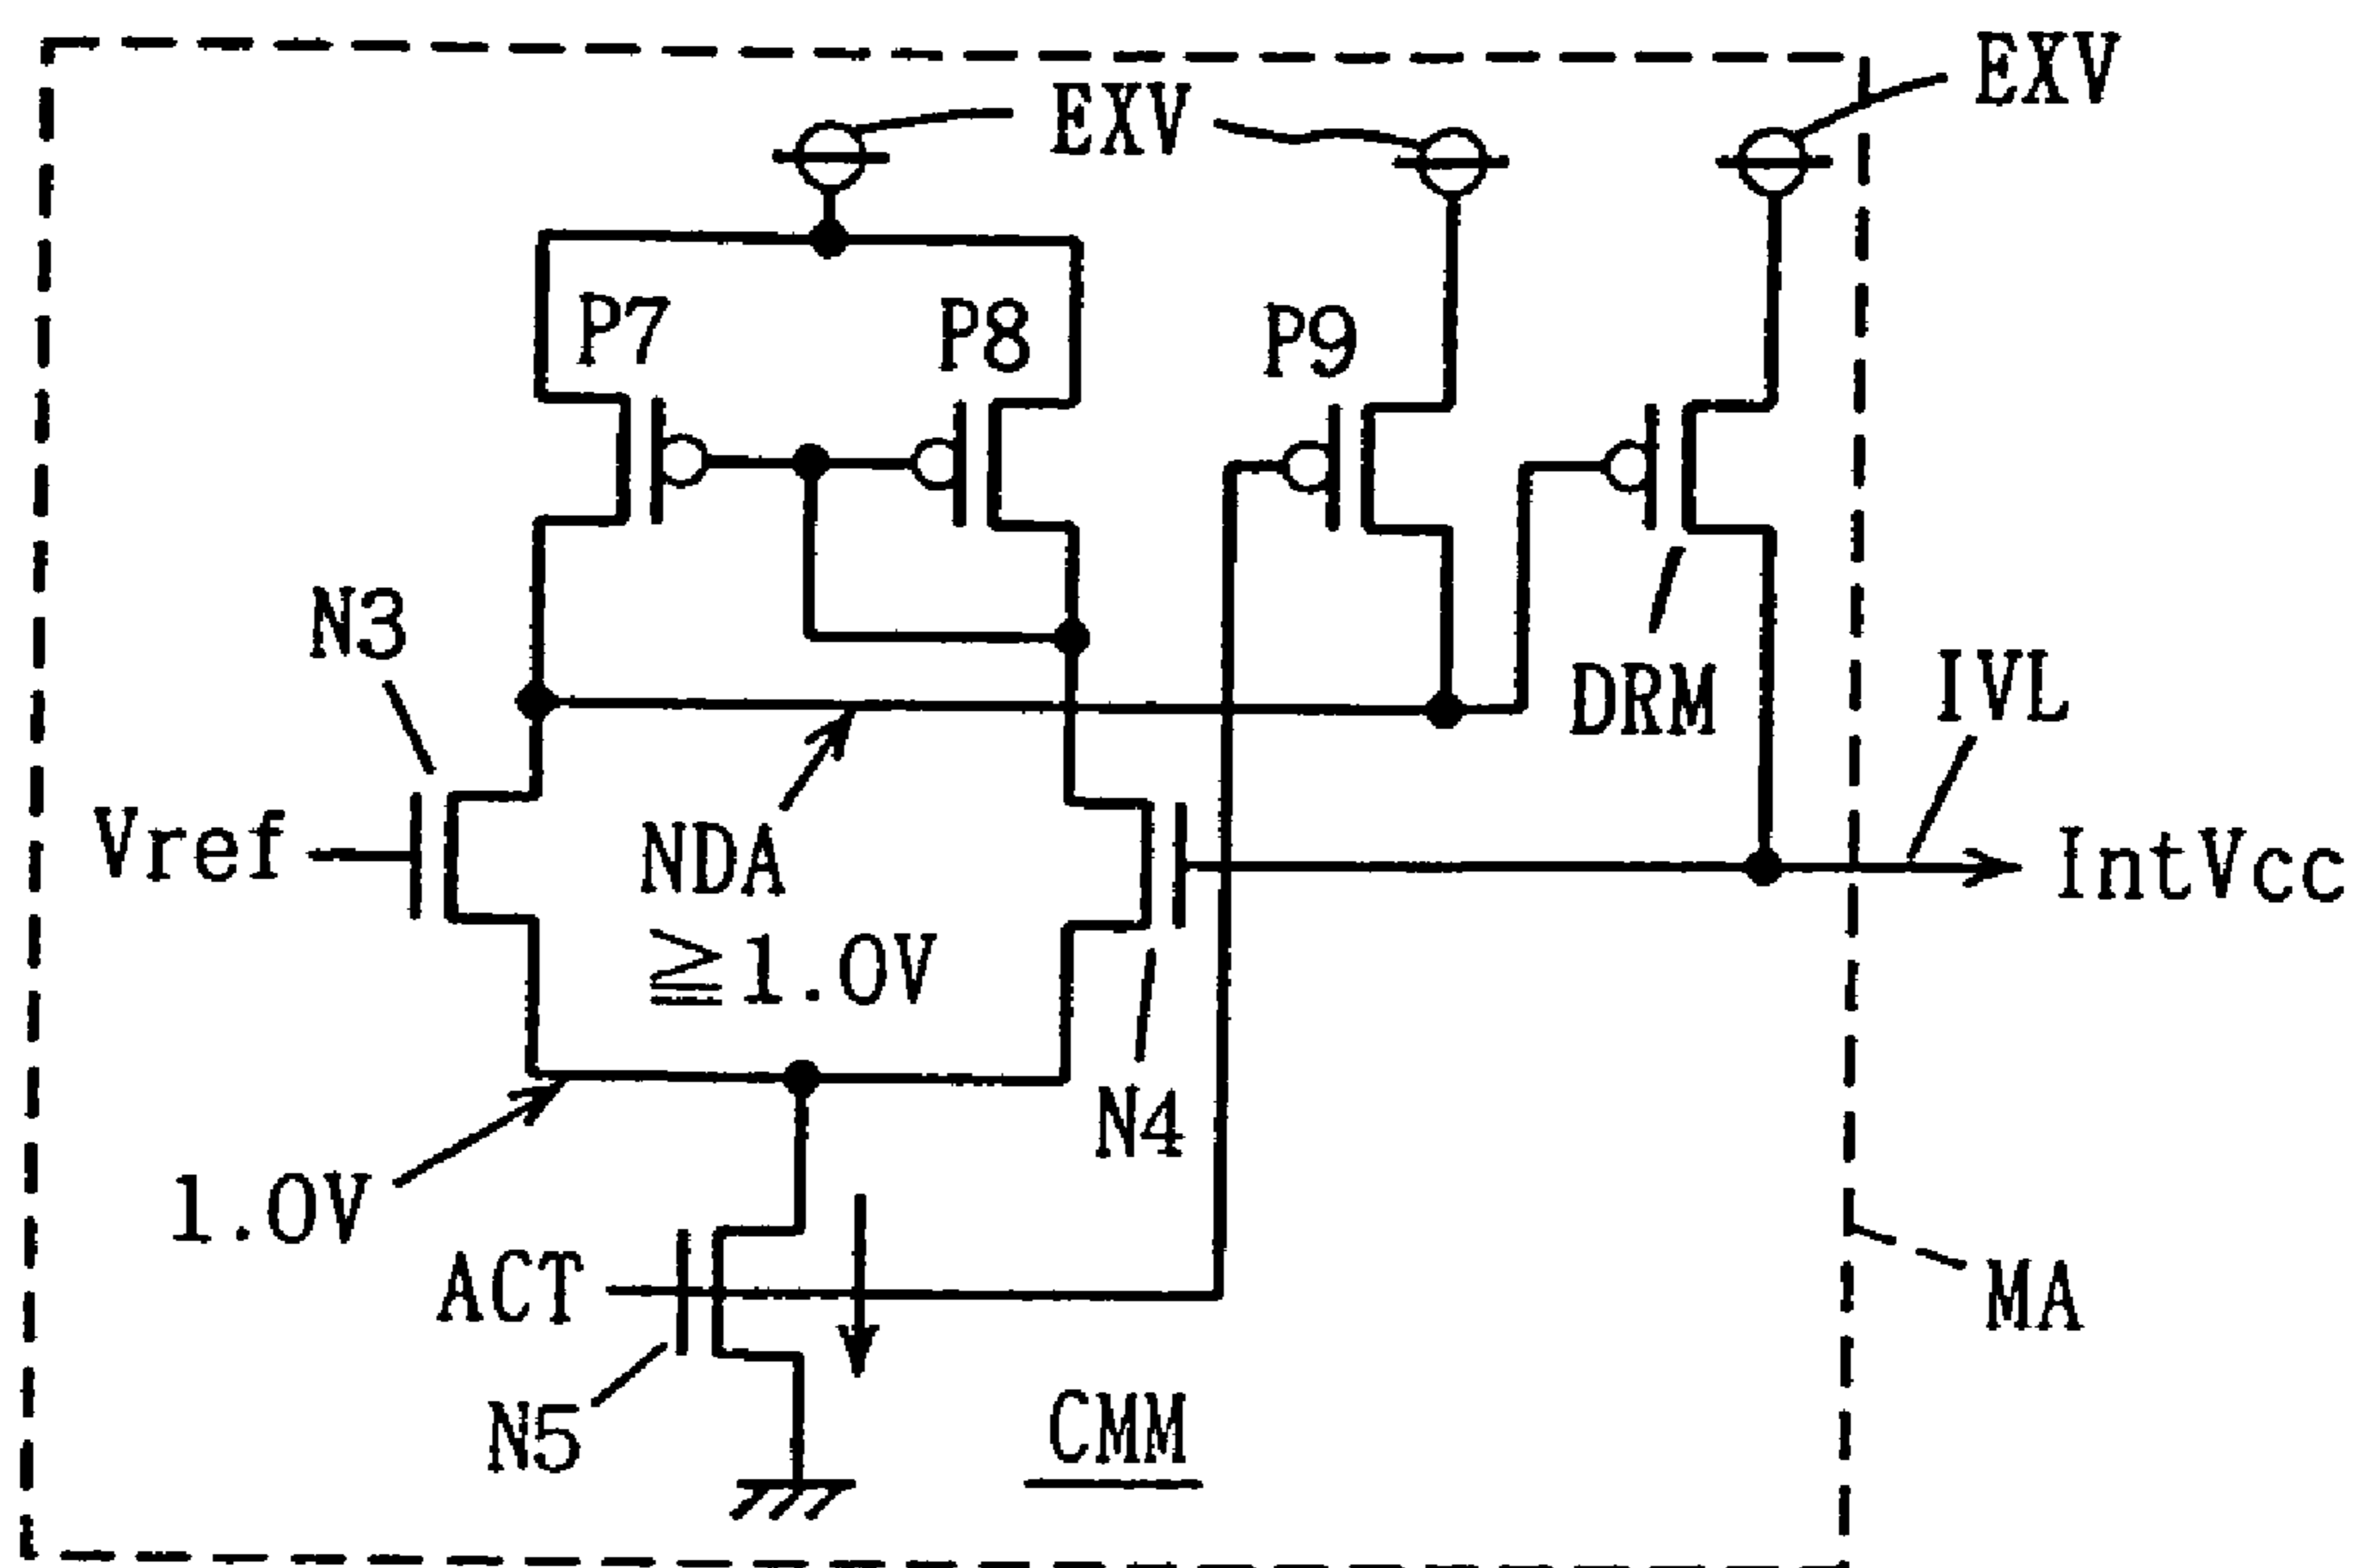 EXV
EXV
P7
P8
P9
N3
DRM
IVL
Vref
NDA
≧1.0V
IntVcc
N4
1.0V
ACT
MA
N5
CMM